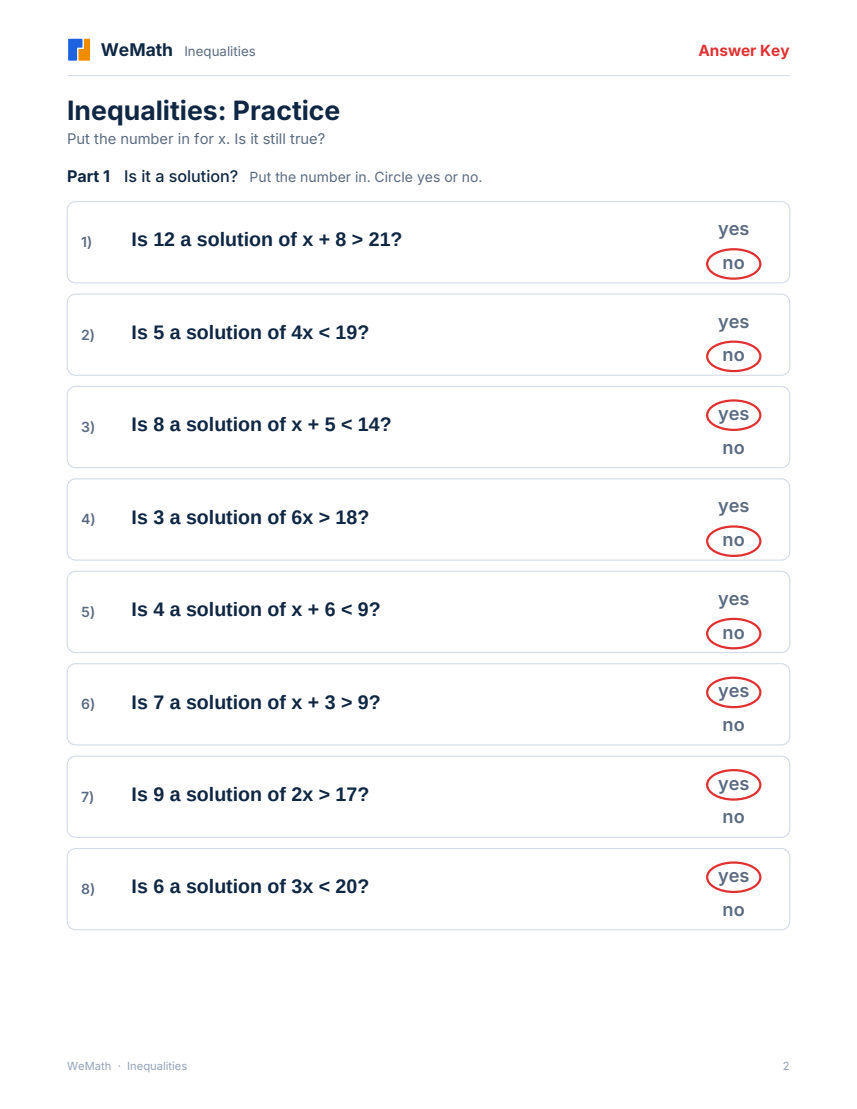 WeMath Inequalities Answer Key
Inequalities: Practice
Put the number in for x. Is it still true?
Part 1 Is it a solution? Put the number in. Circle yes or no.
1) Is 12 a solution of x + 8 > 21? yes
no
2) Is 5 a solution of 4x < 19? yes
no
3) Is 8 a solution of x + 5 < 14? yes
no
4) Is 3 a solution of 6x > 18? yes
no
5) Is 4 a solution of x + 6 < 9? yes
no
6) Is 7 a solution of x + 3 > 9? yes
no
7) Is 9 a solution of 2x > 17? yes
no
8) Is 6 a solution of 3x < 20? yes
no
WeMath · Inequalities 2